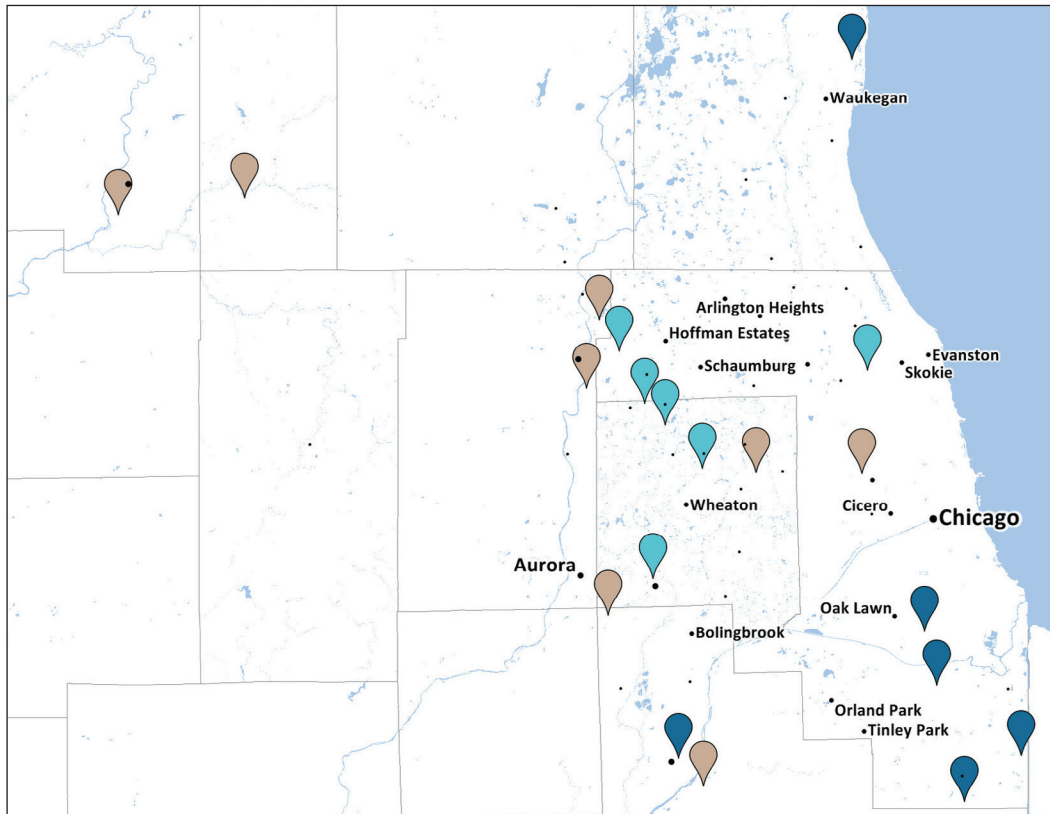 Waukegan
Arlington Heights
Hoffman Estates
Evanston
Schaumburg
Skokie
Wheaton
Cicero
Chicago
Aurora
Oak Lawn
Bolingbrook
Orland Park
Tinley Park